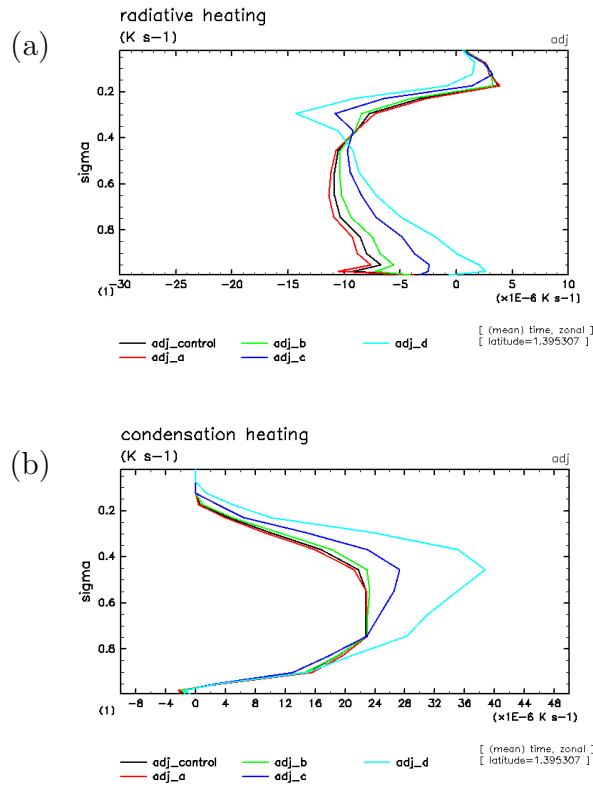 (a)
radiative heating
(K s-1)
adj
0.2
0.4
sigma
0.6
0.8
-30 -25 -20 -15 -10 -5 0 5 10
{1}
(×1E-6 K s-1)
adj_control adj_b adj_d
adj_a adj_c
[ (mean) time, zonal ]
[ latitude=1.395307 ]
(b)
condensation heating
(K s-1)
adj
0.2
0.4
sigma
0.6
0.8
-8 -4 0 4 8 12 16 20 24 28 32 36 40 44 48
{1}
(×1E-6 K s-1)
adj_control adj_b adj_d
adj_a adj_c
[ (mean) time, zonal ]
[ latitude=1.395307 ]